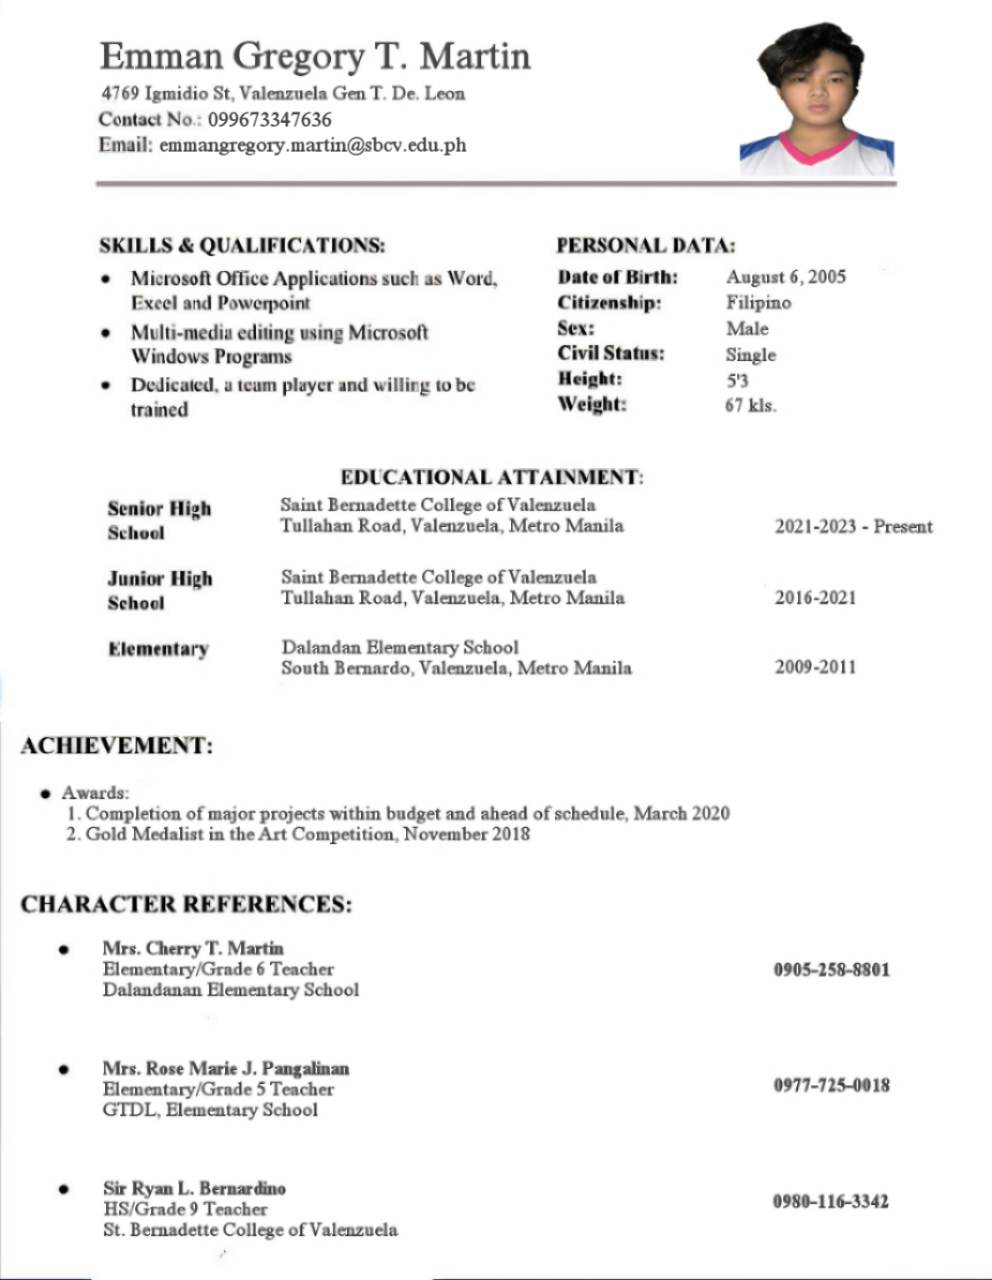 Emman Gregory T. Martin
4769 Igmidio St, Valenzuela Gen T. De. Leon
Contact No.: 099673347636
Email: emmangregory.martin@sbcv.edu.ph
SKILLS & QUALIFICATIONS:
• Microsoft Office Applications such as Word,
Excel and Powerpoint
• Multi-media editing using Microsoft
Windows Programs
• Dedicated, a team player and willing to be
trained
PERSONAL DATA:
Date of Birth: August 6, 2005
Citizenship: Filipino
Sex: Male
Civil Status: Single
Height: 5'3
Weight: 67 kls.
EDUCATIONAL ATTAINMENT:
Senior High
School
Saint Bernadette College of Valenzuela
Tullahan Road, Valenzuela, Metro Manila
2021-2023 - Present
Junior High
School
Saint Bernadette College of Valenzuela
Tullahan Road, Valenzuela, Metro Manila
2016-2021
Elementary
Dalandan Elementary School
South Bernardo, Valenzuela, Metro Manila
2009-2011
ACHIEVEMENT:
• Awards:
1. Completion of major projects within budget and ahead of schedule, March 2020
2. Gold Medalist in the Art Competition, November 2018
CHARACTER REFERENCES:
• Mrs. Cherry T. Martin
Elementary/Grade 6 Teacher
Dalandanan Elementary School
0905-258-8801
• Mrs. Rose Marie J. Pangalinan
Elementary/Grade 5 Teacher
GTDL, Elementary School
0977-725-0018
• Sir Ryan L. Bernardino
HS/Grade 9 Teacher
St. Bernadette College of Valenzuela
0980-116-3342